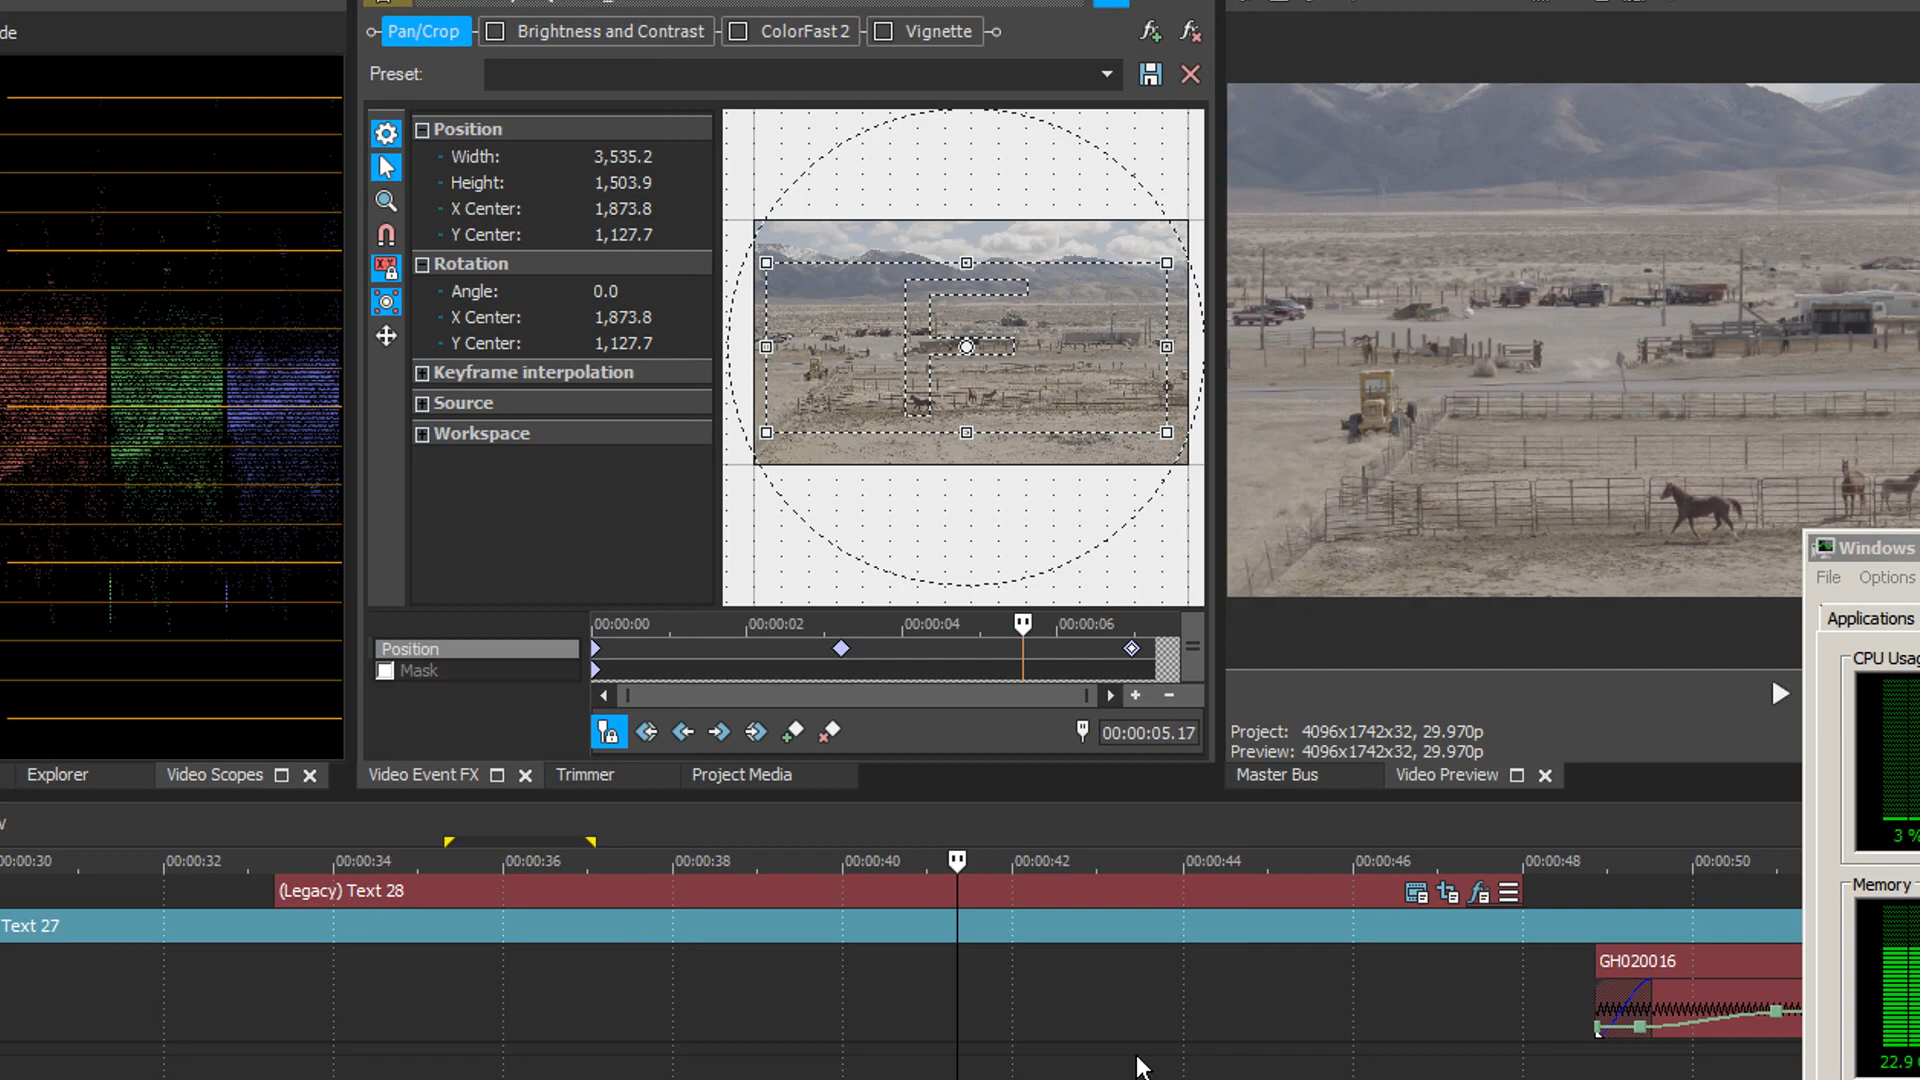 de
Pan/Crop
Brightness and Contrast
ColorFast 2
Vignette
Preset:
Position
Width: 3,535.2
Height: 1,503.9
X Center: 1,873.8
Y Center: 1,127.7
Rotation
Angle: 0.0
X Center: 1,873.8
Y Center: 1,127.7
Keyframe interpolation
Source
Workspace
00:00:00 00:00:02 00:00:04 00:00:06
Position
Mask
00:00:05.17
Explorer
Video Scopes
Video Event FX
Trimmer
Project Media
Project: 4096x1742x32, 29.970p
Preview: 4096x1742x32, 29.970p
Master Bus
Video Preview
Windows
File Options
Applications
CPU Usag
3 %
Memory
22.9
00:00:30 00:00:32 00:00:34 00:00:36 00:00:38 00:00:40 00:00:42 00:00:44 00:00:46 00:00:48 00:00:50
(Legacy) Text 28
Text 27
GH020016